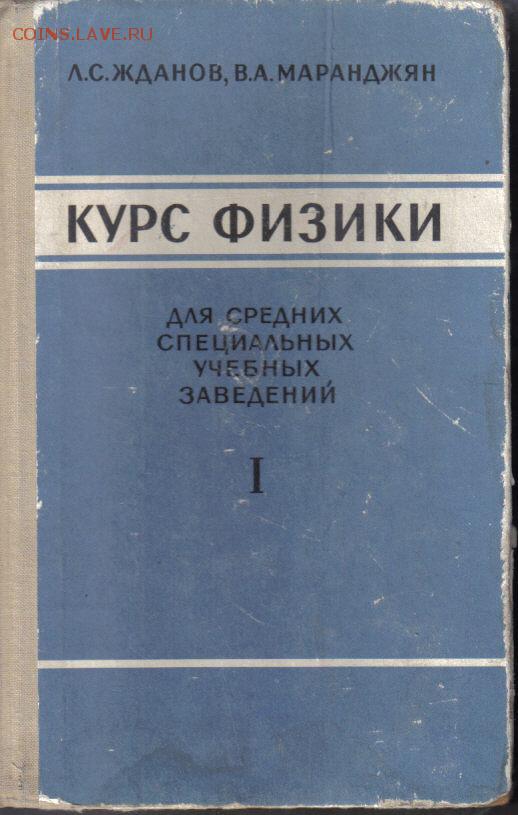 COINS.LAVE.RU
Л.С.ЖДАНОВ, В.А.МАРАНДЖЯН
КУРС ФИЗИКИ
ДЛЯ СРЕДНИХ
СПЕЦИАЛЬНЫХ
УЧЕБНЫХ
ЗАВЕДЕНИЙ
I